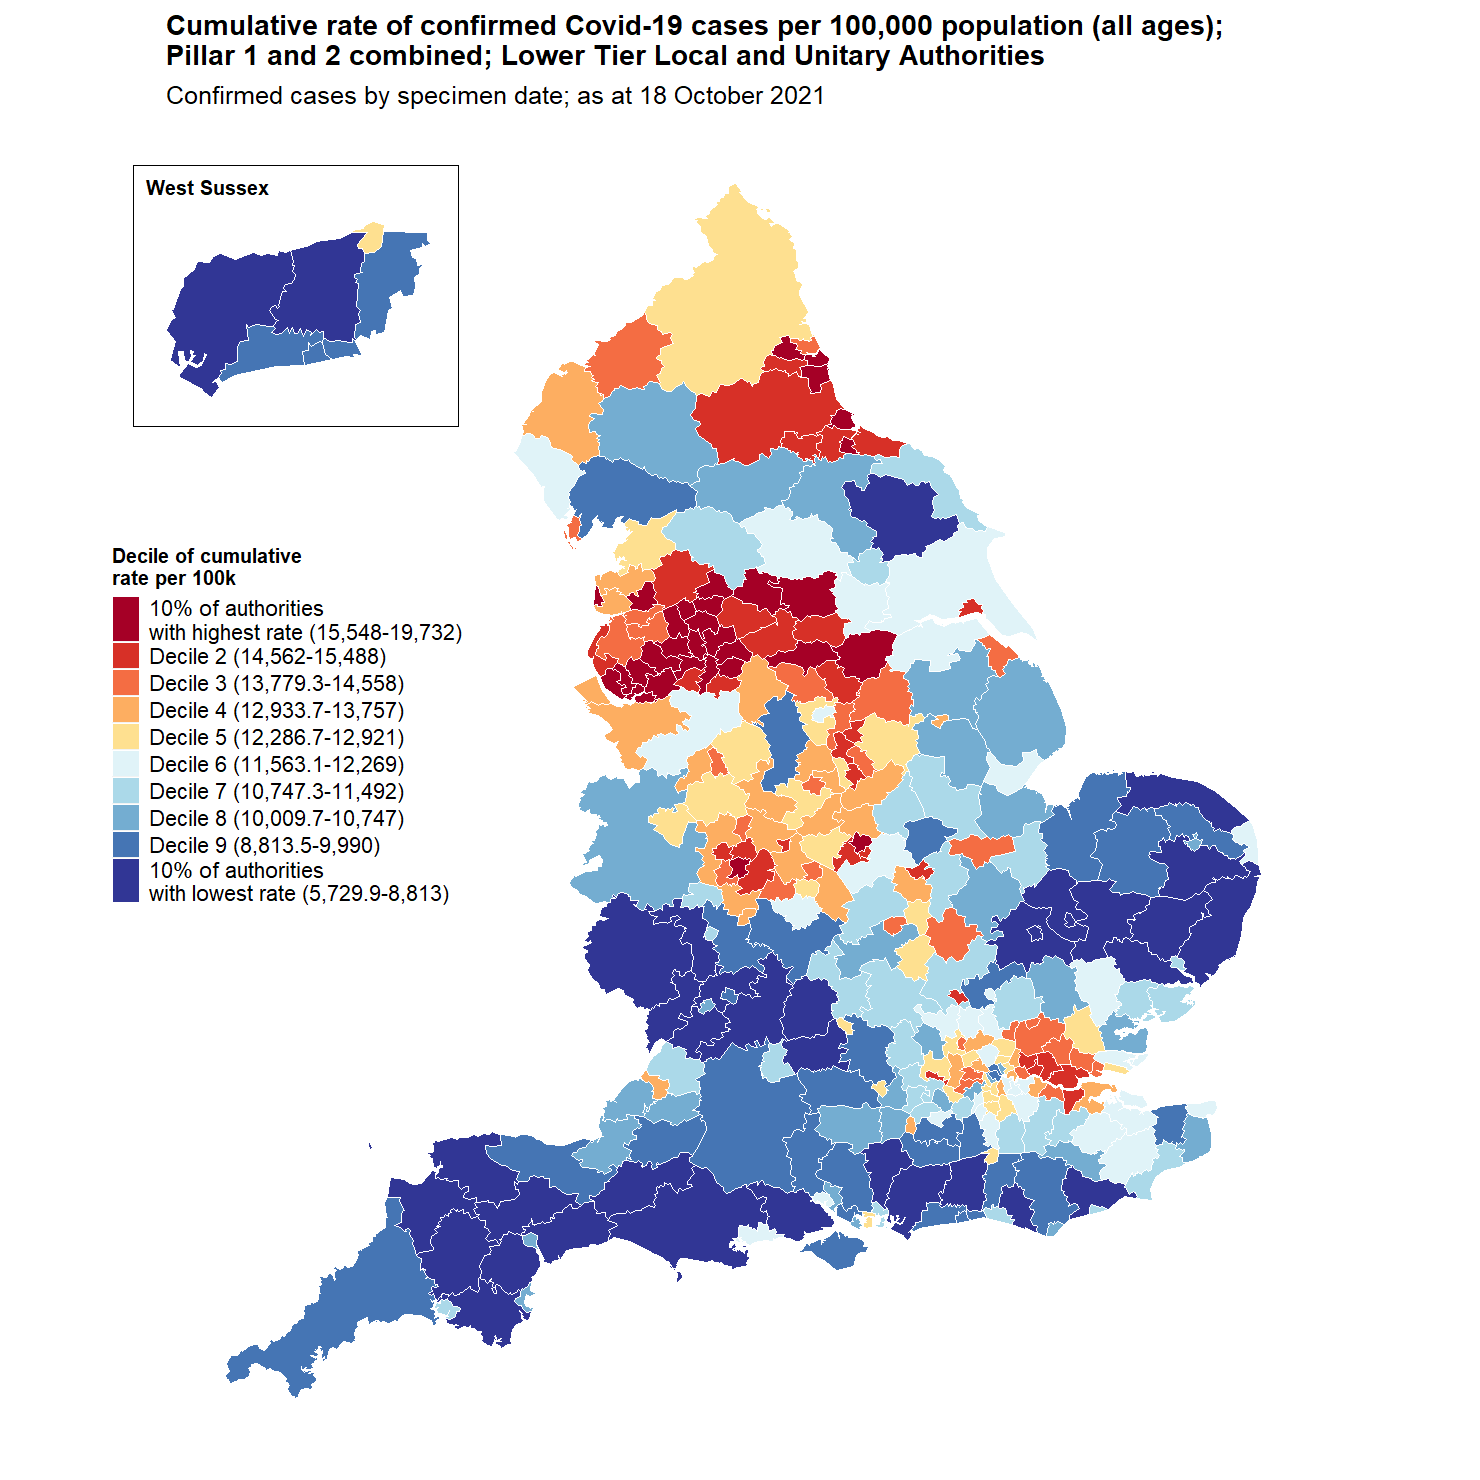 Cumulative rate of confirmed Covid-19 cases per 100,000 population (all ages);
Pillar 1 and 2 combined; Lower Tier Local and Unitary Authorities
Confirmed cases by specimen date; as at 18 October 2021
West Sussex
Decile of cumulative
rate per 100k
10% of authorities
with highest rate (15,548-19,732)
Decile 2 (14,562-15,488)
Decile 3 (13,779.3-14,558)
Decile 4 (12,933.7-13,757)
Decile 5 (12,286.7-12,921)
Decile 6 (11,563.1-12,269)
Decile 7 (10,747.3-11,492)
Decile 8 (10,009.7-10,747)
Decile 9 (8,813.5-9,990)
10% of authorities
with lowest rate (5,729.9-8,813)